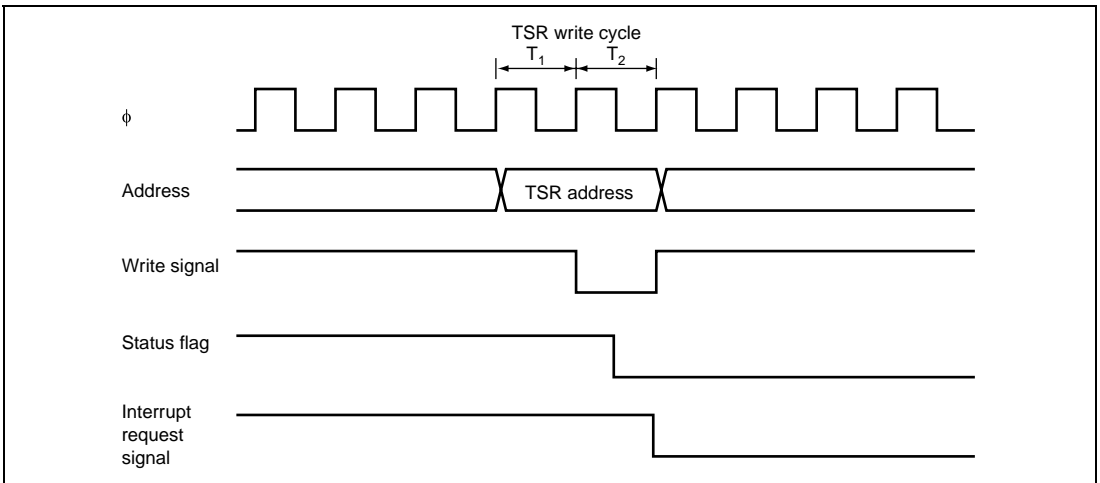 TSR write cycle
T1 T2
ϕ
Address
TSR address
Write signal
Status flag
Interrupt
request
signal